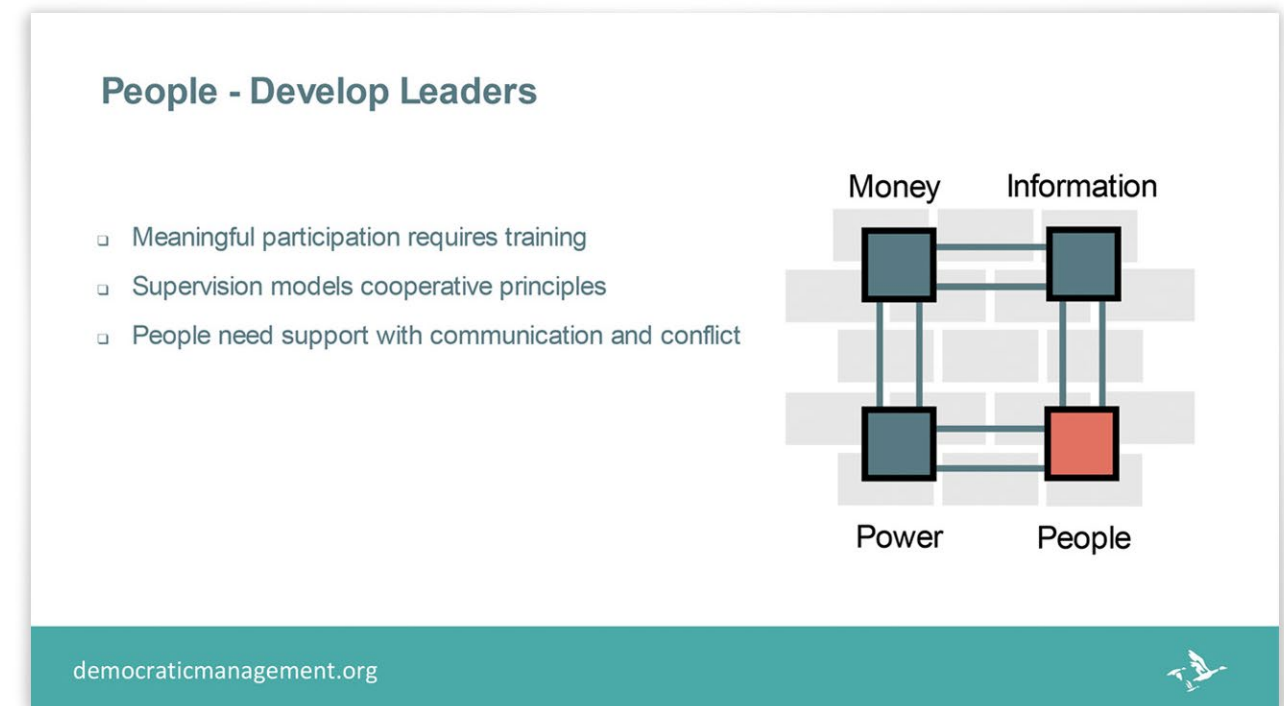 People - Develop Leaders
Meaningful participation requires training
Supervision models cooperative principles
People need support with communication and conflict
Money Information
Power People
democraticmanagement.org